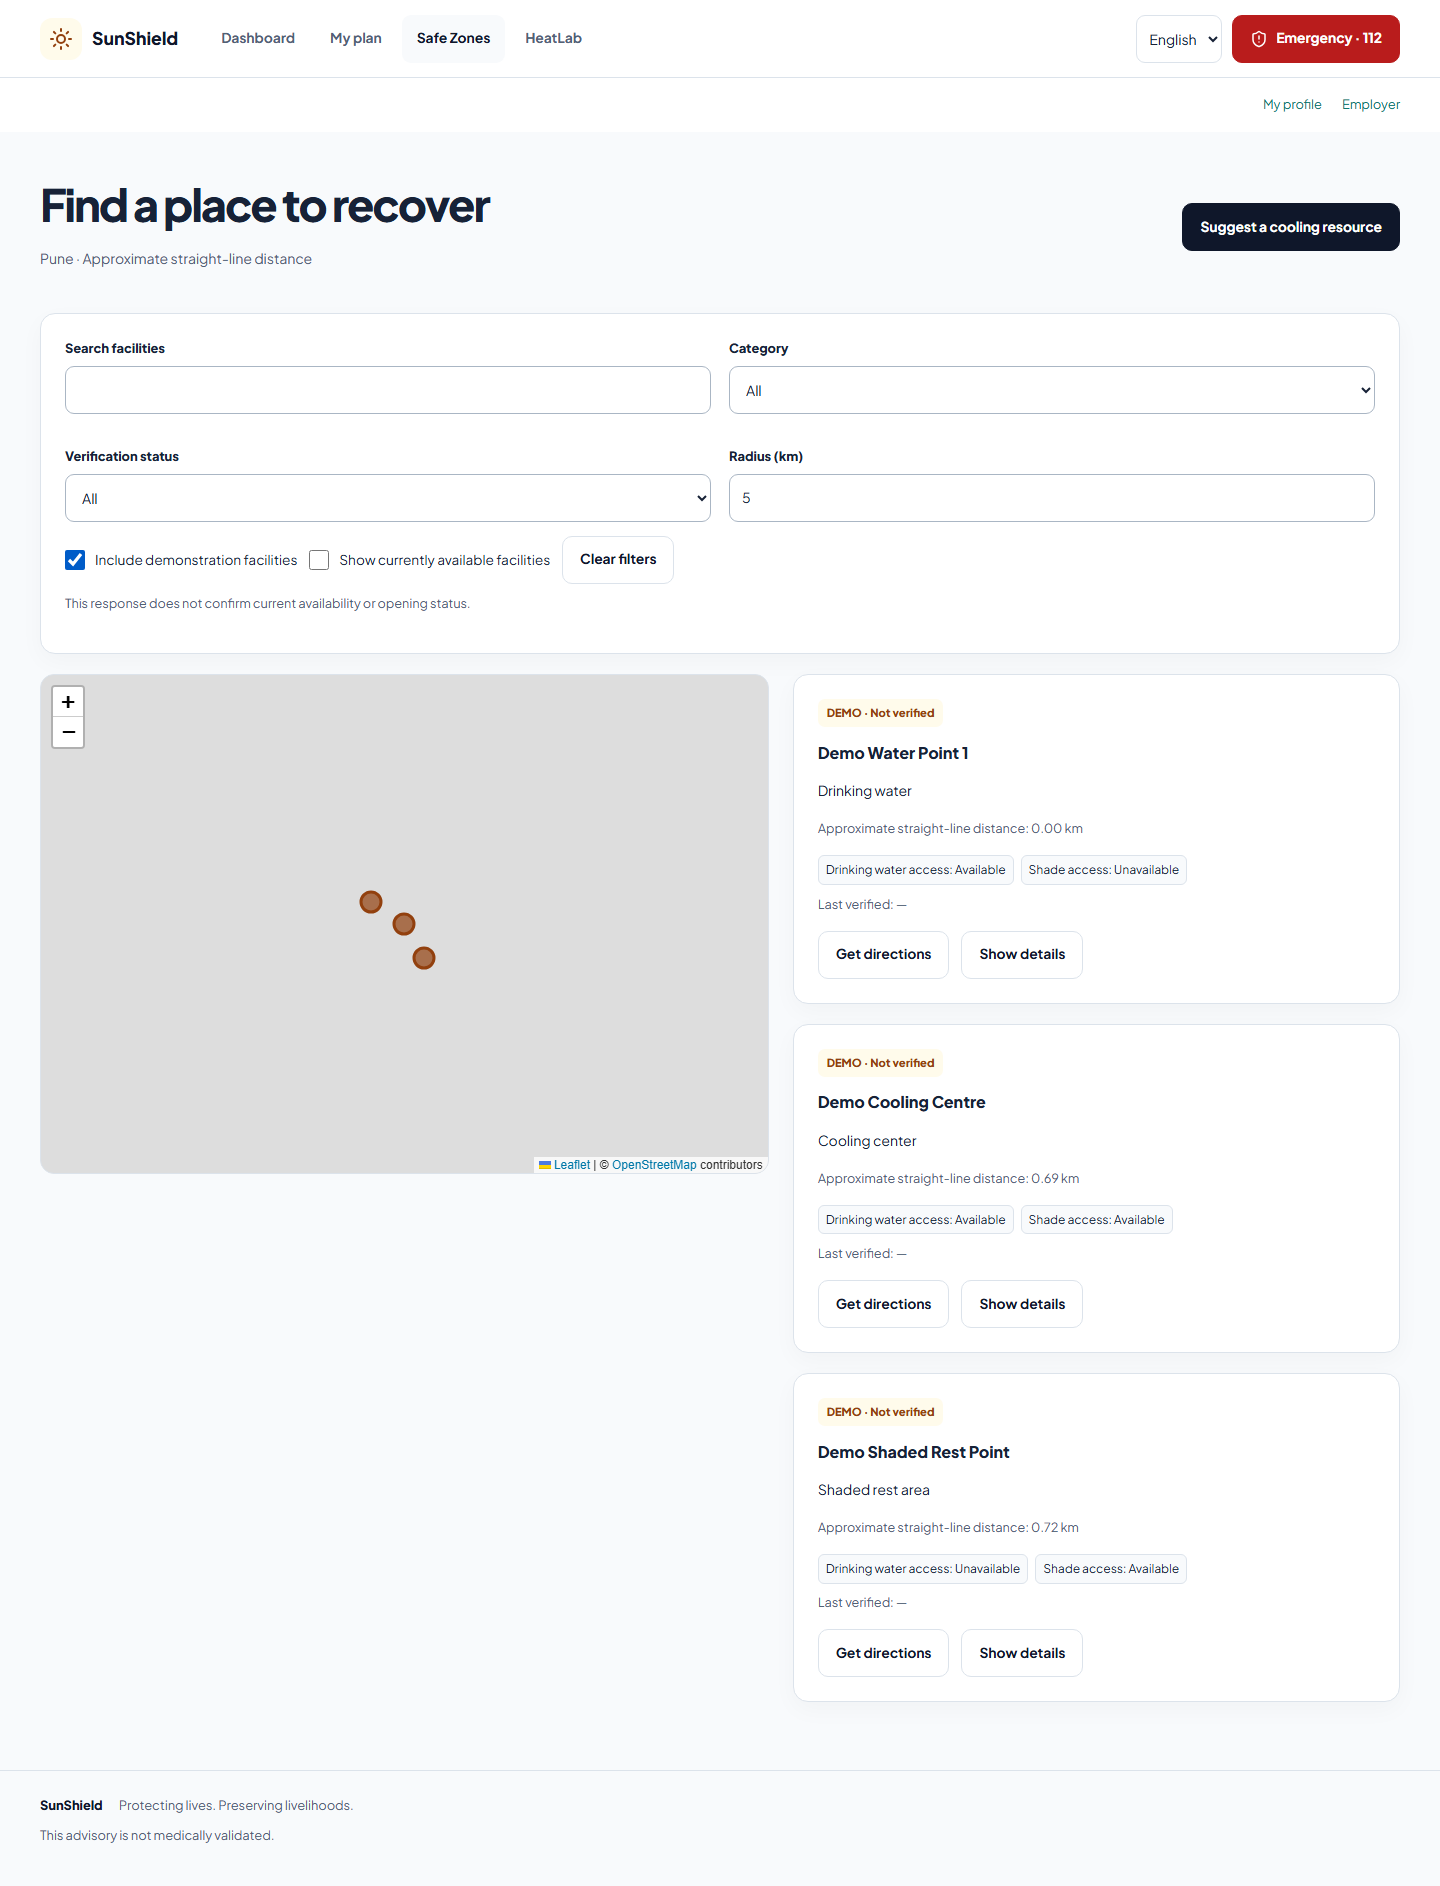 SunShield
Dashboard
My plan
Safe Zones
HeatLab
English
Emergency · 112
My profile
Employer
Find a place to recover
Pune · Approximate straight-line distance
Suggest a cooling resource
Search facilities
Category
All
Verification status
Radius (km)
All
5
Include demonstration facilities
Show currently available facilities
Clear filters
This response does not confirm current availability or opening status.
+
−
Leaflet | © OpenStreetMap contributors
DEMO · Not verified
Demo Water Point 1
Drinking water
Approximate straight-line distance: 0.00 km
Drinking water access: Available
Shade access: Unavailable
Last verified: —
Get directions
Show details
DEMO · Not verified
Demo Cooling Centre
Cooling center
Approximate straight-line distance: 0.69 km
Drinking water access: Available
Shade access: Available
Last verified: —
Get directions
Show details
DEMO · Not verified
Demo Shaded Rest Point
Shaded rest area
Approximate straight-line distance: 0.72 km
Drinking water access: Unavailable
Shade access: Available
Last verified: —
Get directions
Show details
SunShield
Protecting lives. Preserving livelihoods.
This advisory is not medically validated.